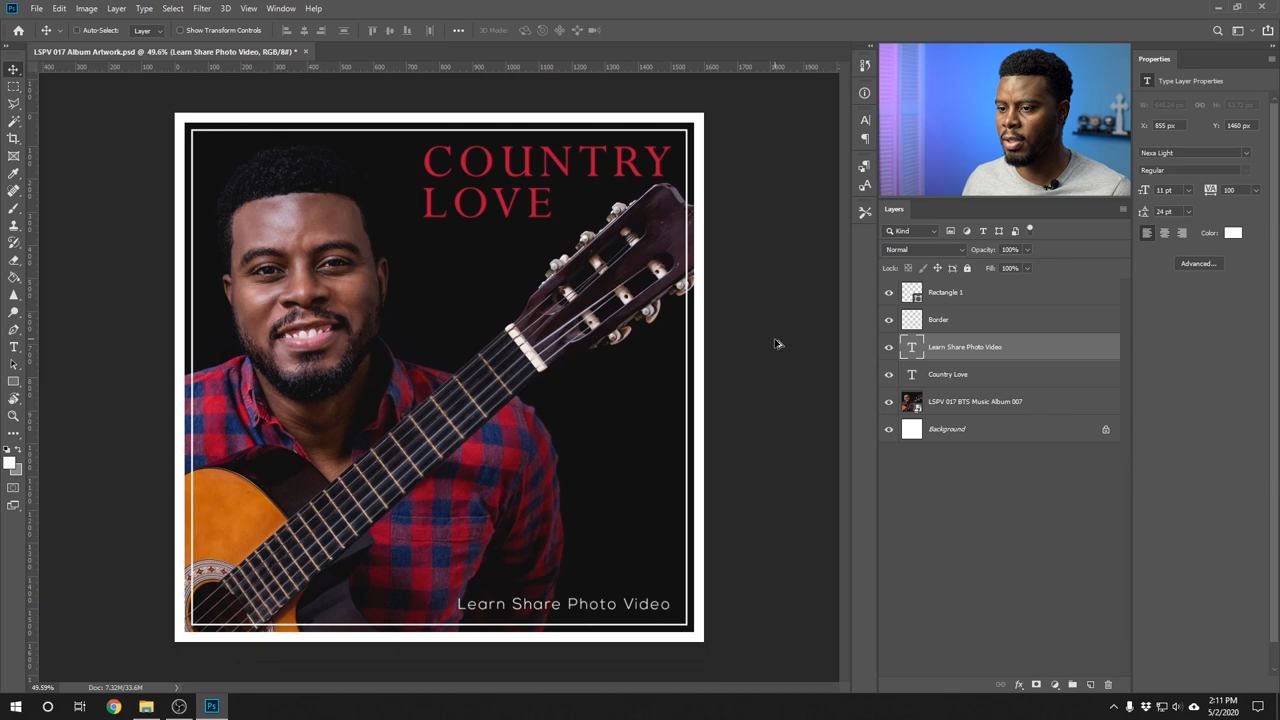 Ps File Edit Image Layer Type Select Filter 3D View Window Help
Auto-Select: Layer Show Transform Controls 3D Mode:
LSPV 017 Album Artwork.psd @ 49.6% (Learn Share Photo Video, RGB/8#) *
COUNTRY
LOVE
Learn Share Photo Video
Layers
Kind
Normal Opacity: 100%
Lock: Fill: 100%
Rectangle 1
Border
Learn Share Photo Video
Country Love
LSPV 017 BTS Music Album 007
Background
Properties
Type Layer Properties
W: H:
X: 855 px Y: 1460 px
Nexa Light
Regular
11 pt 100
24 pt
Color:
Advanced...
49.59% Doc: 7.32M/33.6M
2:11 PM
5/2/2020